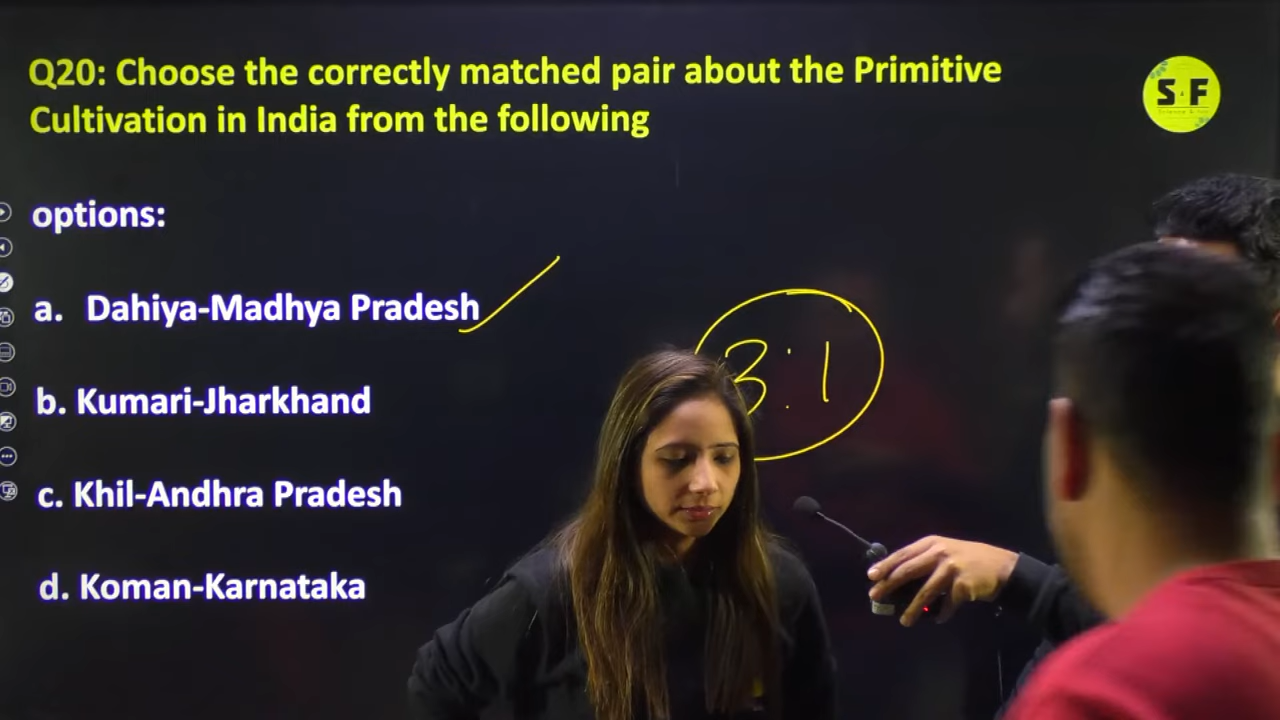 Q20: Choose the correctly matched pair about the Primitive
Cultivation in India from the following
S F
options:
a. Dahiya-Madhya Pradesh
3:1
b. Kumari-Jharkhand
c. Khil-Andhra Pradesh
d. Koman-Karnataka